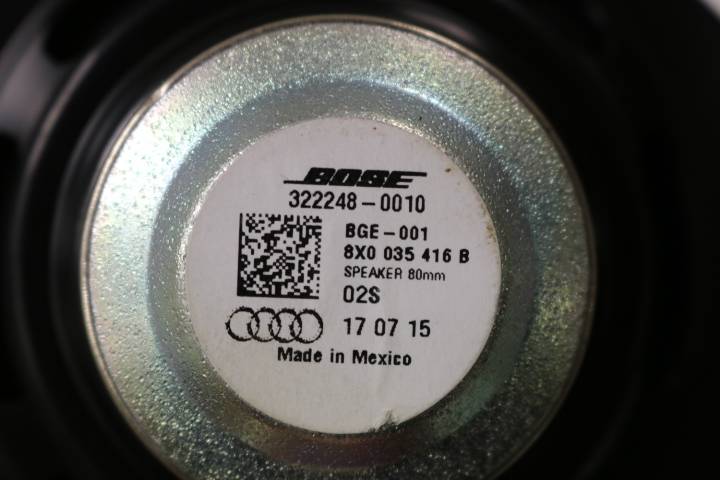 BOSE
322248-0010
BGE-001
8X0 035 416 B
SPEAKER 80mm
02S
17 07 15
Made in Mexico